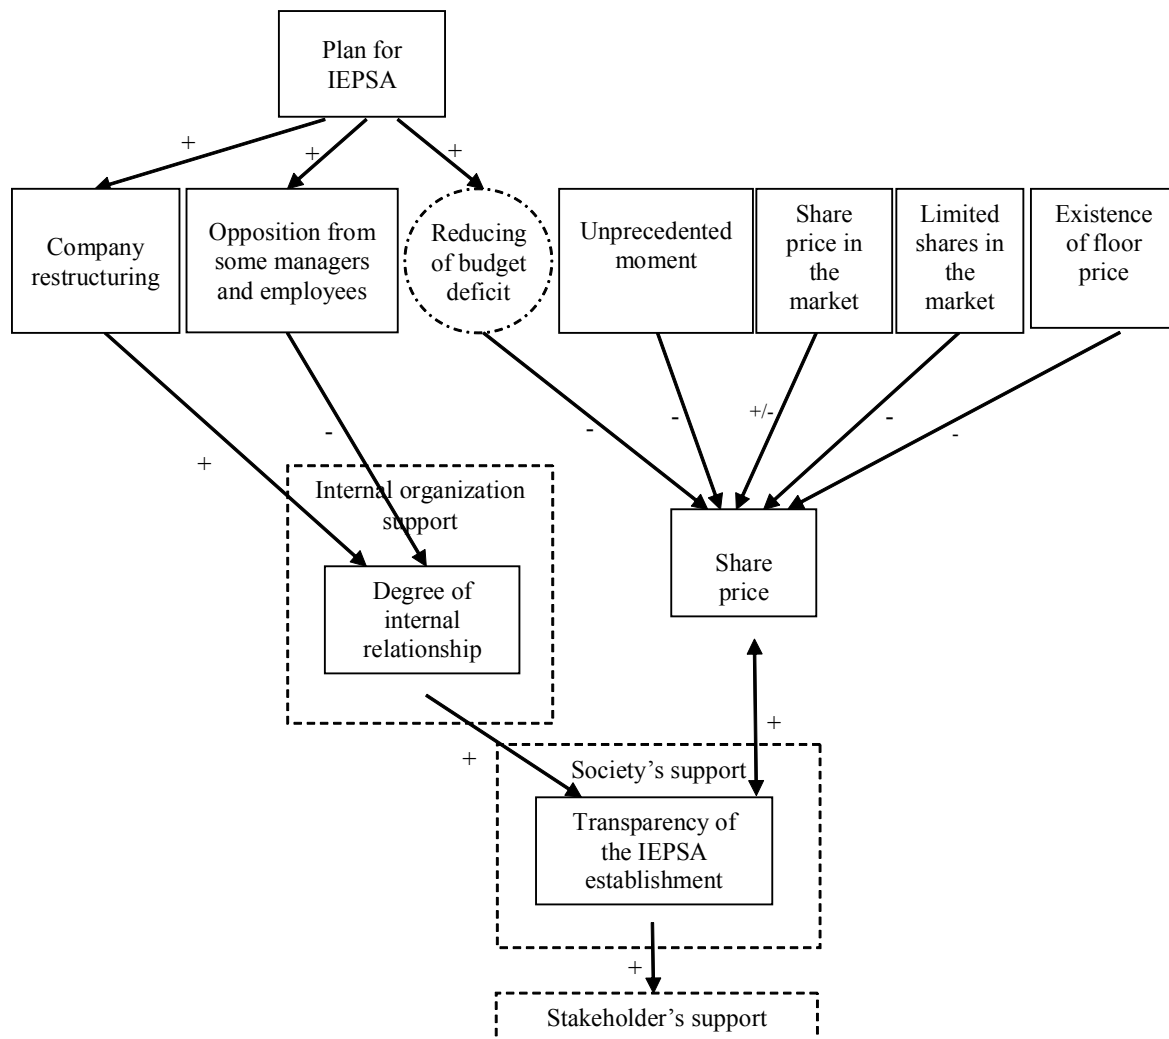 Plan for
IEPSA
+
+
+
Company
restructuring
Opposition from
some managers
and employees
Reducing
of budget
deficit
Unprecedented
moment
Share
price in
the
market
Limited
shares in
the
market
Existence
of floor
price
+
-
-
-
+/-
-
-
Internal organization
support
Degree of
internal
relationship
Share
price
+
+
Society’s support
Transparency of
the IEPSA
establishment
+
Stakeholder’s support